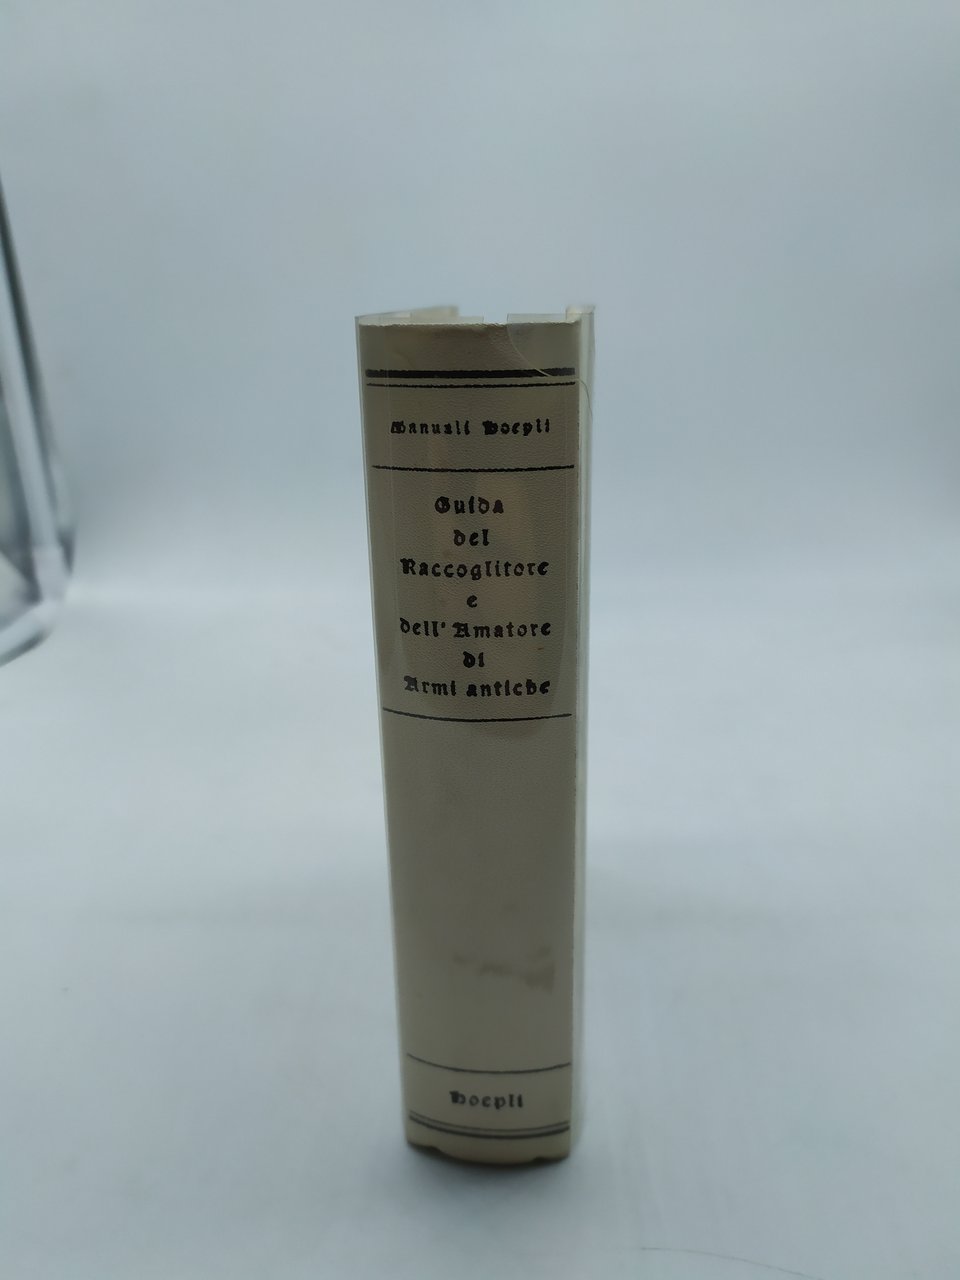 Manuali Hoepli
Guida
del
Raccoglitore
e
dell'Amatore
di
Armi antiche
Hoepli